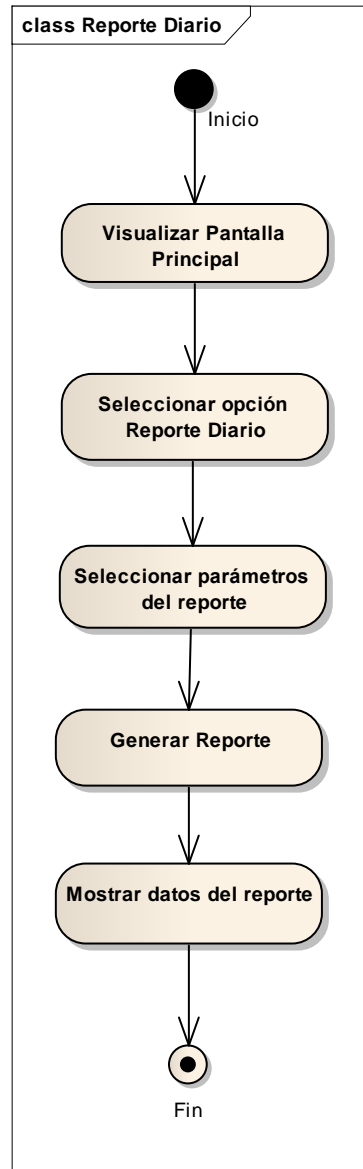 class Reporte Diario
Inicio
Visualizar Pantalla
Principal
Seleccionar opción
Reporte Diario
Seleccionar parámetros
del reporte
Generar Reporte
Mostrar datos del reporte
Fin